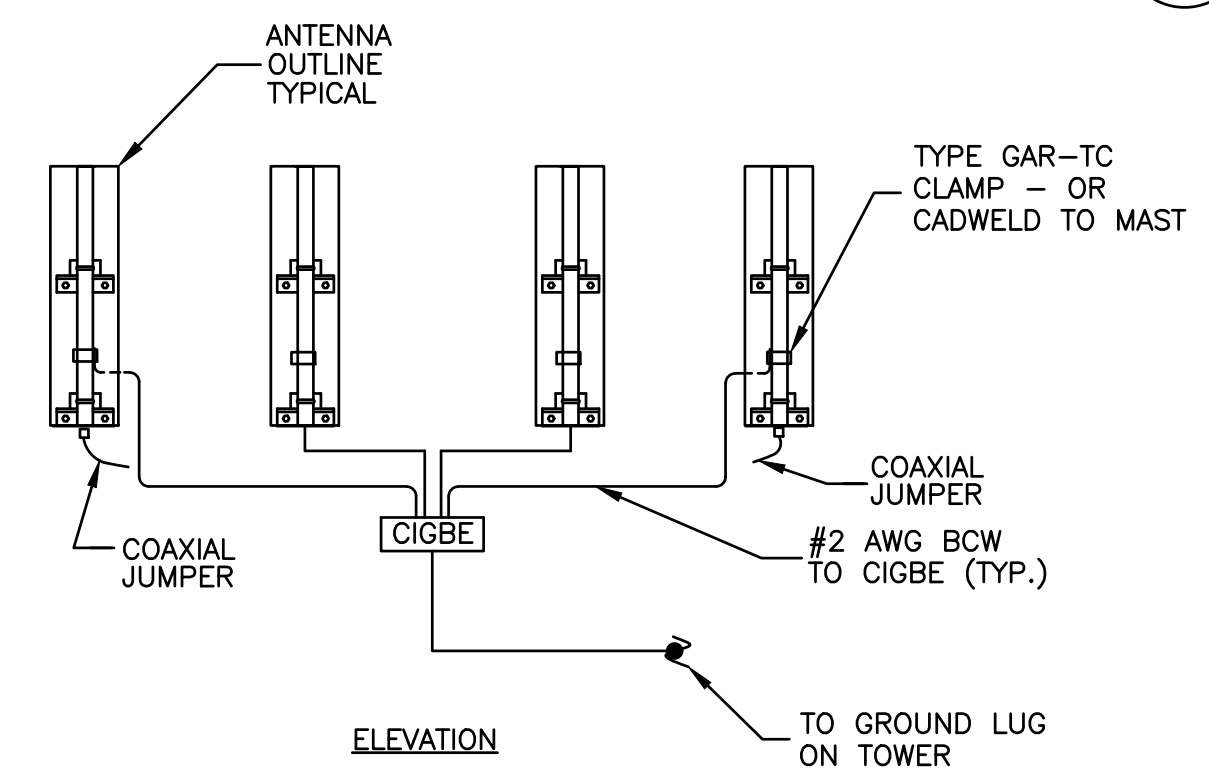 ANTENNA
OUTLINE
TYPICAL
TYPE GAR-TC
CLAMP - OR
CADWELD TO MAST
COAXIAL
JUMPER
COAXIAL
JUMPER
CIGBE
#2 AWG BCW
TO CIGBE (TYP.)
TO GROUND LUG
ON TOWER
ELEVATION